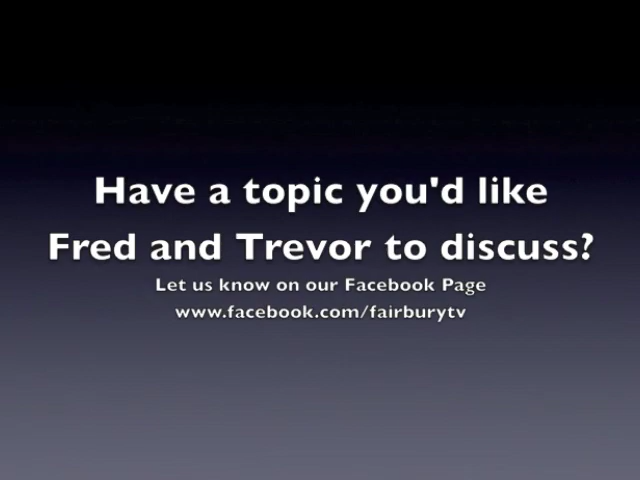 Have a topic you'd like
Fred and Trevor to discuss?
Let us know on our Facebook Page
www.facebook.com/fairburytv